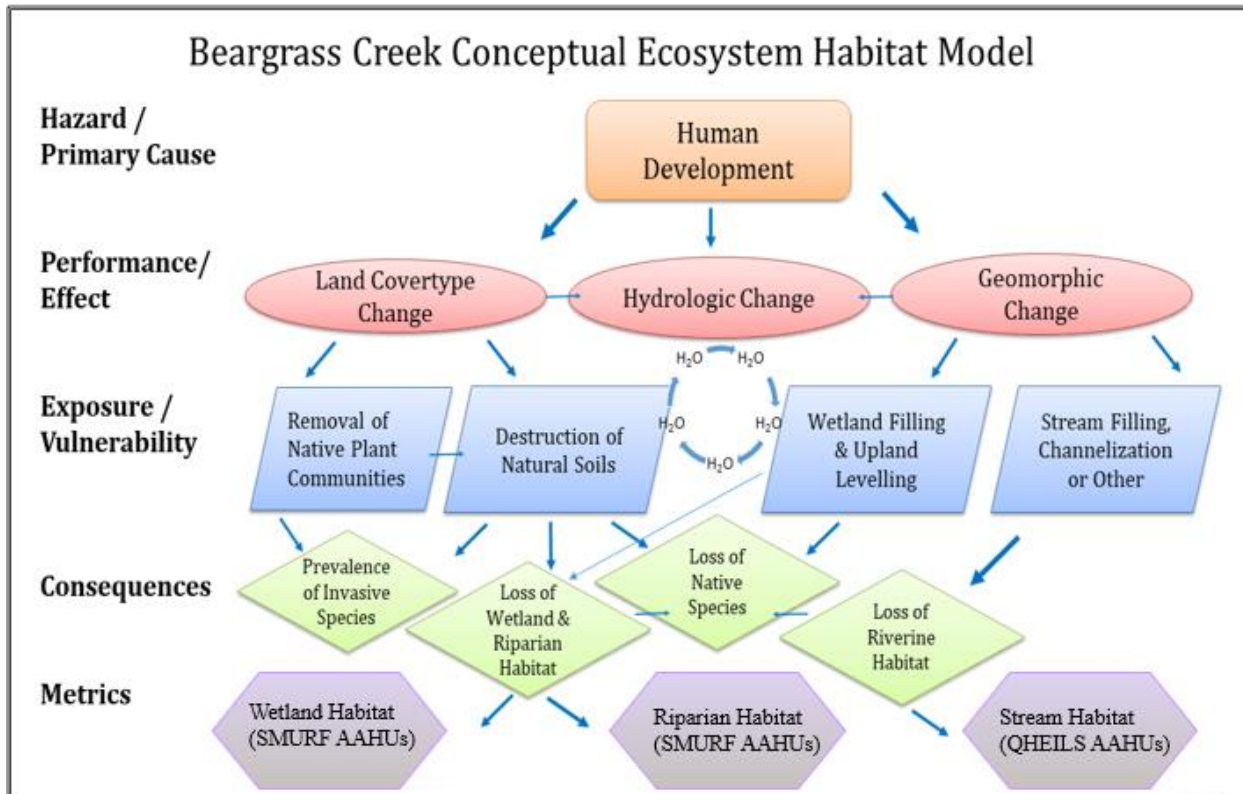 Beargrass Creek Conceptual Ecosystem Habitat Model
Hazard /
Primary Cause
Human
Development
Performance/
Effect
Land Covertype
Change
Hydrologic Change
Geomorphic
Change
H₂O
H₂O
H₂O
H₂O
H₂O
Exposure /
Vulnerability
Removal of
Native Plant
Communities
Destruction of
Natural Soils
Wetland Filling
& Upland
Levelling
Stream Filling,
Channelization
or Other
Consequences
Prevalence
of Invasive
Species
Loss of
Wetland &
Riparian
Habitat
Loss of
Native
Species
Loss of
Riverine
Habitat
Metrics
Wetland Habitat
(SMURF AAHUs)
Riparian Habitat
(SMURF AAHUs)
Stream Habitat
(QHEILS AAHUs)